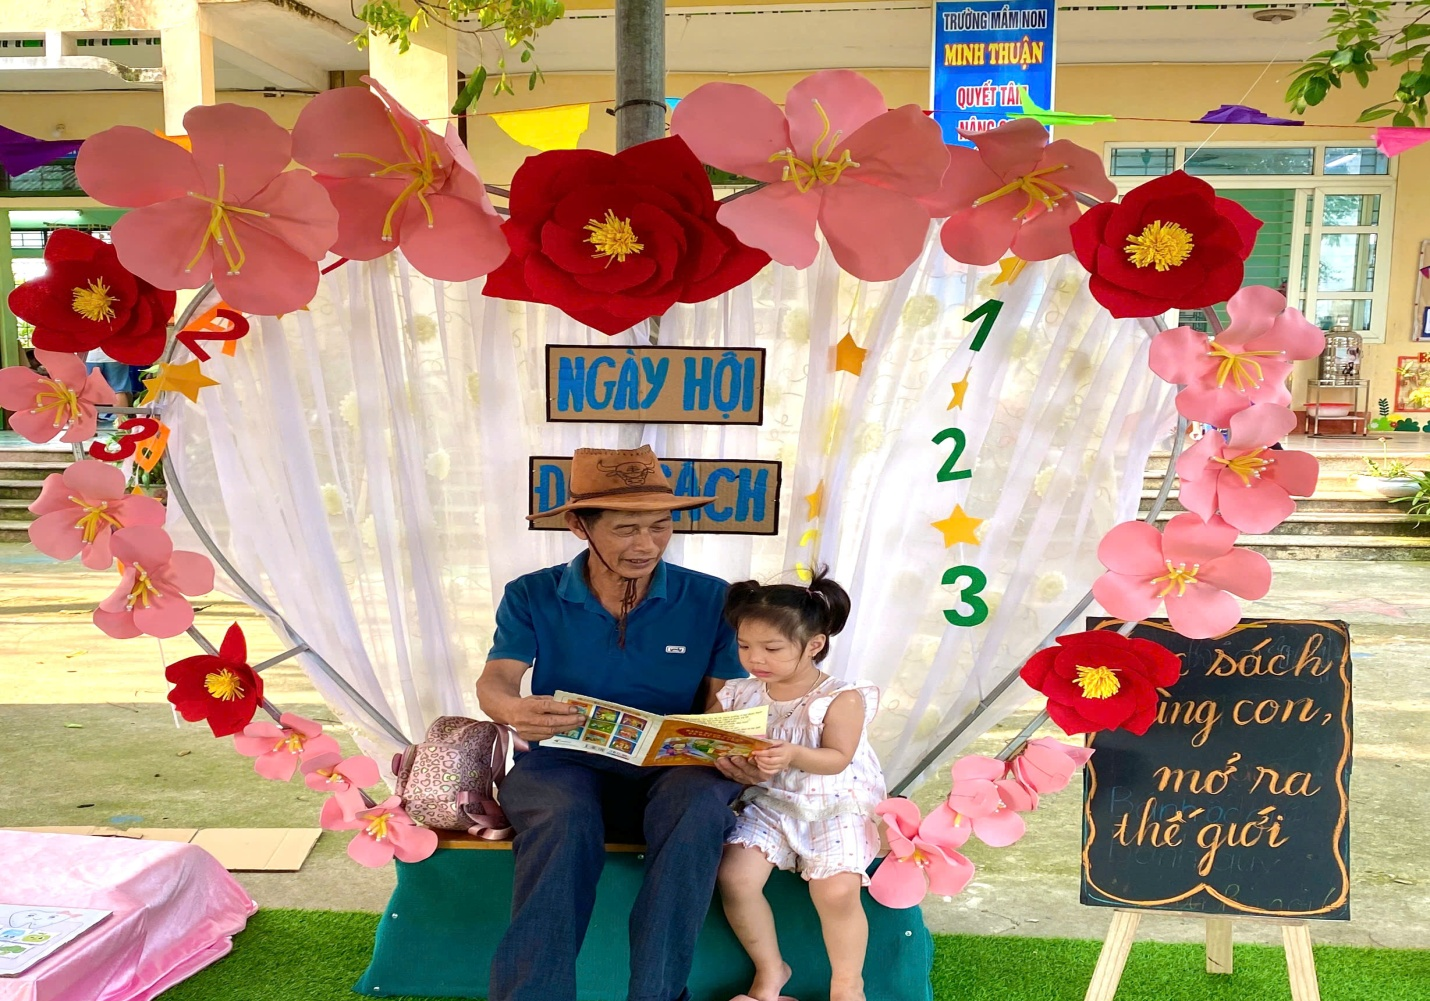 TRƯỜNG MẦM NON
MINH THUẬN
QUYẾT TÂM
NGÀY HỘI
1
2
3
2
3
sách
con,
mở ra
thế giới